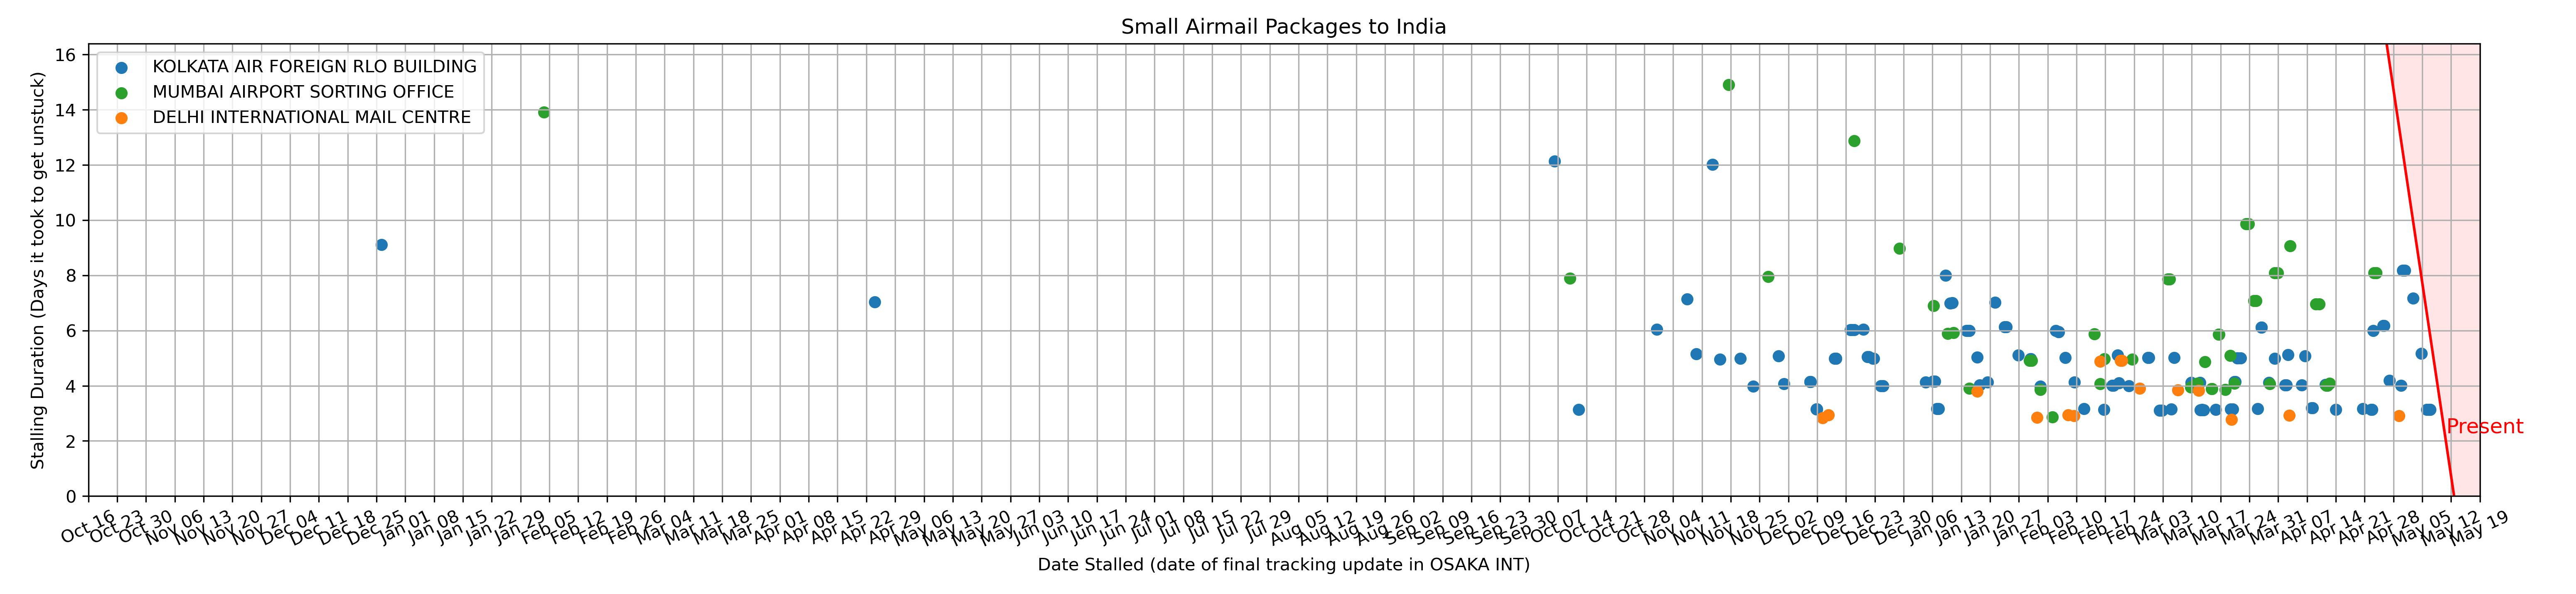 Small Airmail Packages to India
KOLKATA AIR FOREIGN RLO BUILDING
MUMBAI AIRPORT SORTING OFFICE
DELHI INTERNATIONAL MAIL CENTRE
Stalling Duration (Days it took to get unstuck)
16
14
12
10
8
6
4
2
0
Present
Oct 16
Oct 23
Oct 30
Nov 06
Nov 13
Nov 20
Nov 27
Dec 04
Dec 11
Dec 18
Dec 25
Jan 01
Jan 08
Jan 15
Jan 22
Jan 29
Feb 05
Feb 12
Feb 19
Feb 26
Mar 04
Mar 11
Mar 18
Mar 25
Apr 01
Apr 08
Apr 15
Apr 22
Apr 29
May 06
May 13
May 20
May 27
Jun 03
Jun 10
Jun 17
Jun 24
Jul 01
Jul 08
Jul 15
Jul 22
Jul 29
Aug 05
Aug 12
Aug 19
Aug 26
Sep 02
Sep 09
Sep 16
Sep 23
Sep 30
Oct 07
Oct 14
Oct 21
Oct 28
Nov 04
Nov 11
Nov 18
Nov 25
Dec 02
Dec 09
Dec 16
Dec 23
Dec 30
Jan 06
Jan 13
Jan 20
Jan 27
Feb 03
Feb 10
Feb 17
Feb 24
Mar 03
Mar 10
Mar 17
Mar 24
Mar 31
Apr 07
Apr 14
Apr 21
Apr 28
May 05
May 12
May 19
Date Stalled (date of final tracking update in OSAKA INT)